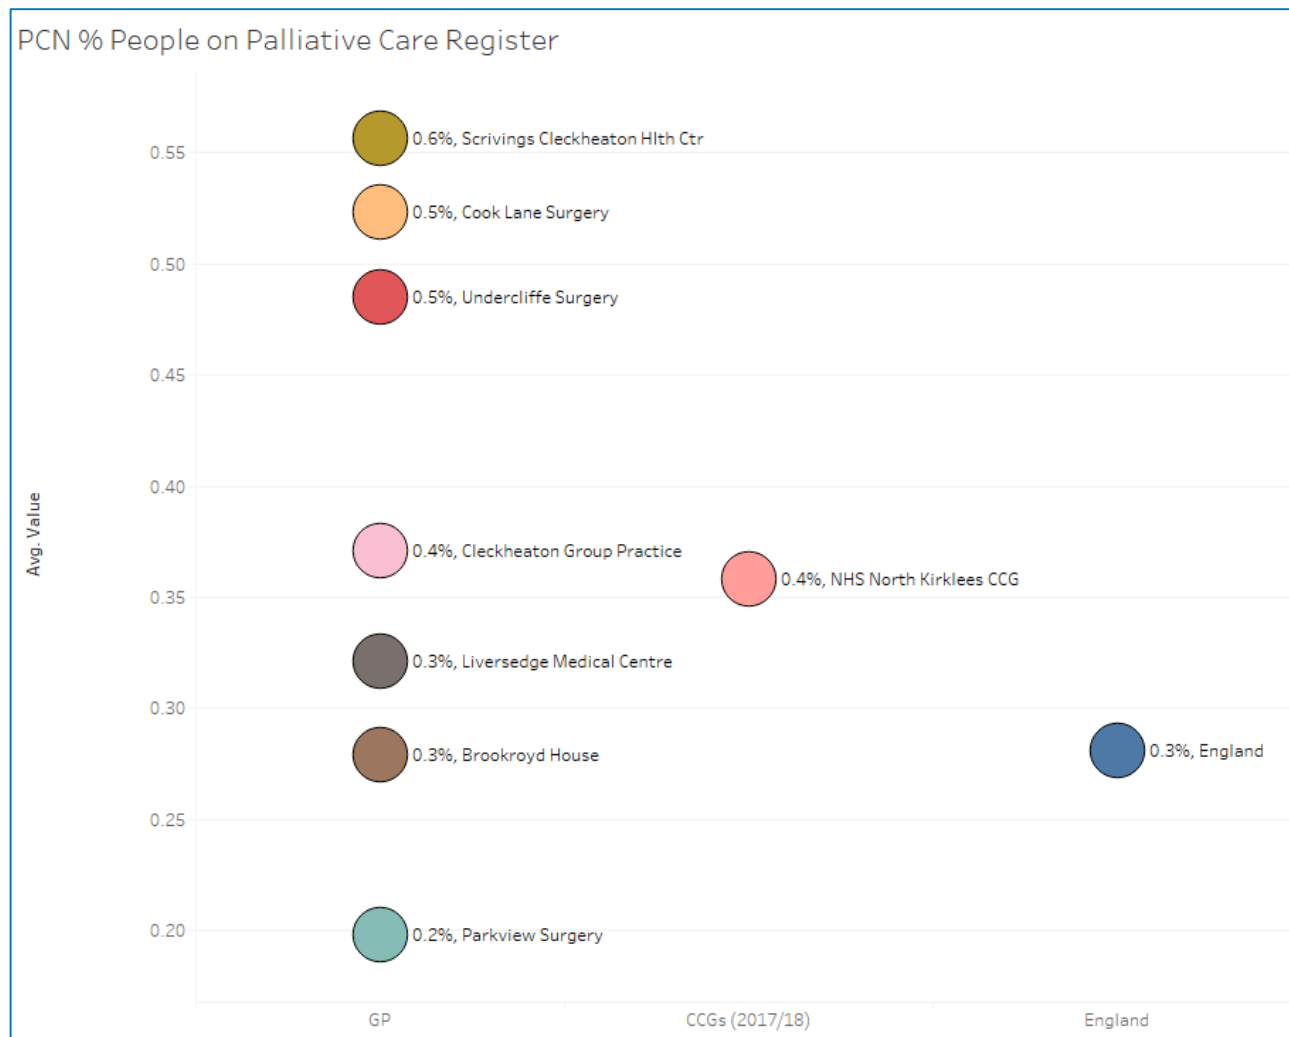 PCN % People on Palliative Care Register
Avg. Value
0.55
0.50
0.45
0.40
0.35
0.30
0.25
0.20
0.6%, Scrivings Cleckheaton Hlth Ctr
0.5%, Cook Lane Surgery
0.5%, Undercliffe Surgery
0.4%, Cleckheaton Group Practice
0.4%, NHS North Kirklees CCG
0.3%, Liversedge Medical Centre
0.3%, Brookroyd House
0.3%, England
0.2%, Parkview Surgery
GP
CCGs (2017/18)
England